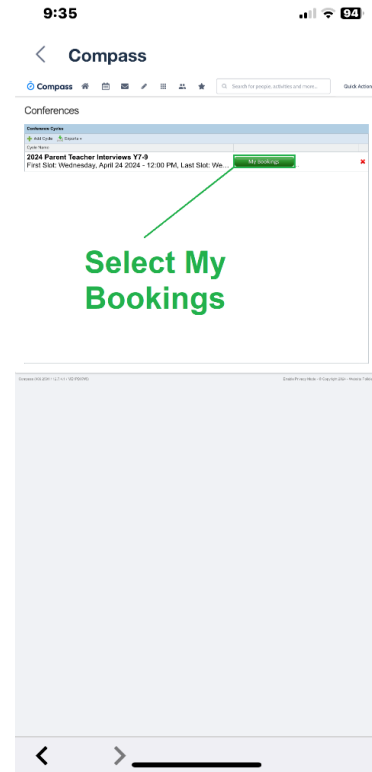 9:35
94
Compass
Compass
Search for people, activities and more...
Quick Action
Conferences
Conference Cycles
Add Cycle Exports
Cycle Name
2024 Parent Teacher Interviews Y7-9
First Slot: Wednesday, April 24 2024 - 12:00 PM, Last Slot: We...
My bookings
Select My
Bookings